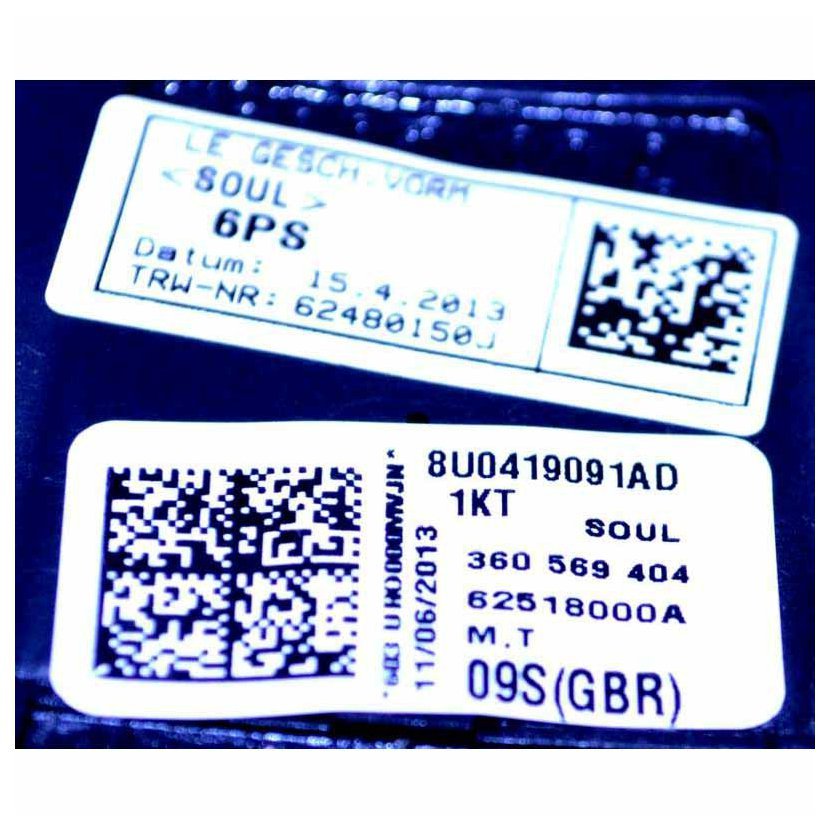 LE GESCH.VORM
<SOUL>
6PS
Datum: 15.4.2013
TRW-NR: 62480150J
8U0419091AD
1KT
SOUL
360 569 404
62518000A
M.T
09S(GBR)
11/06/2013